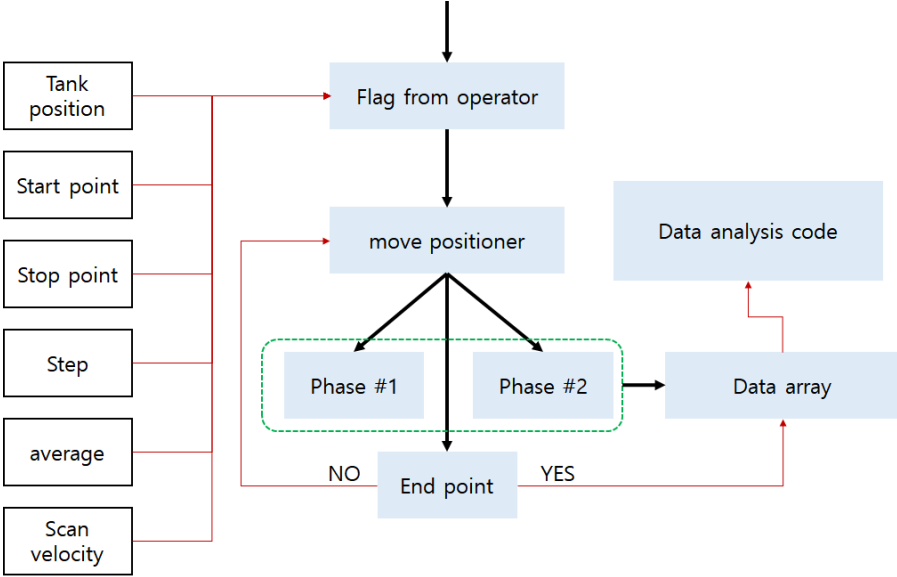 Tank
position
Start point
Stop point
Step
average
Scan
velocity
Flag from operator
move positioner
Phase #1
Phase #2
NO
End point
YES
Data analysis code
Data array